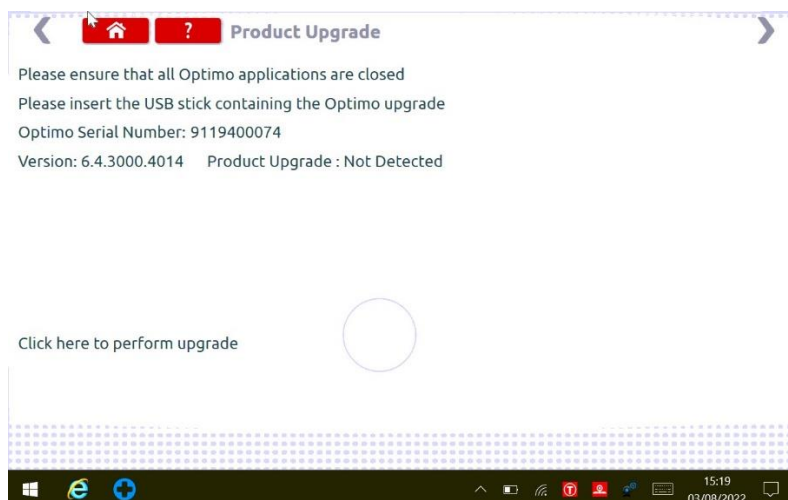 ? Product Upgrade
Please ensure that all Optimo applications are closed
Please insert the USB stick containing the Optimo upgrade
Optimo Serial Number: 9119400074
Version: 6.4.3000.4014 Product Upgrade : Not Detected
Click here to perform upgrade
15:19
03/08/2022